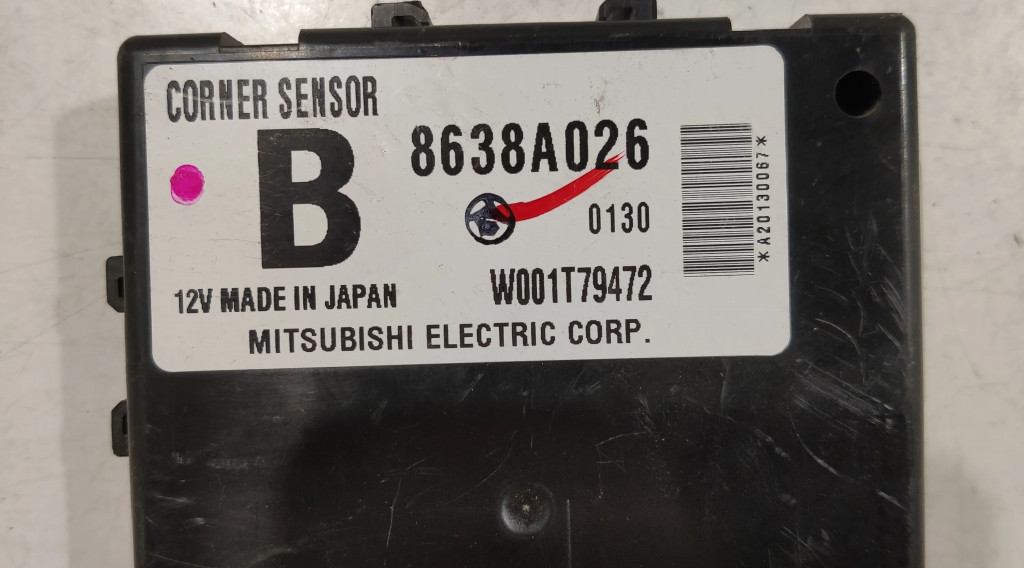 CORNER SENSOR
B
8638A026
0130
W001T79472
12V MADE IN JAPAN
MITSUBISHI ELECTRIC CORP.
*A20130067*